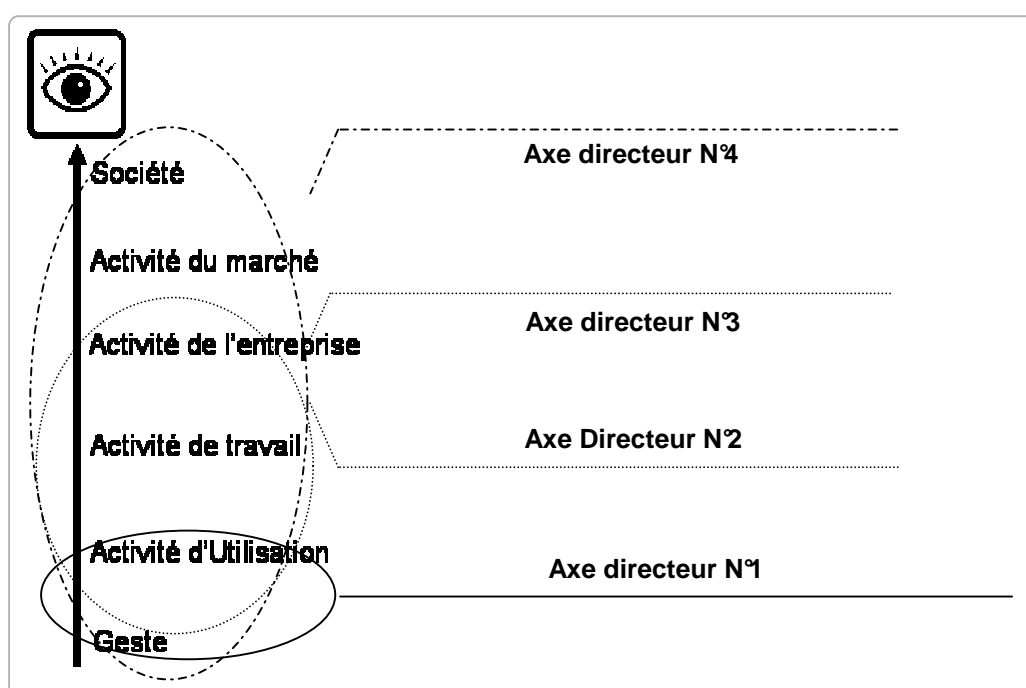 Axe directeur N°4
Société
Activité du marché
Axe directeur N°3
Activité de l'entreprise
Axe Directeur N°2
Activité de travail
Activité d'Utilisation
Axe directeur N°1
Geste